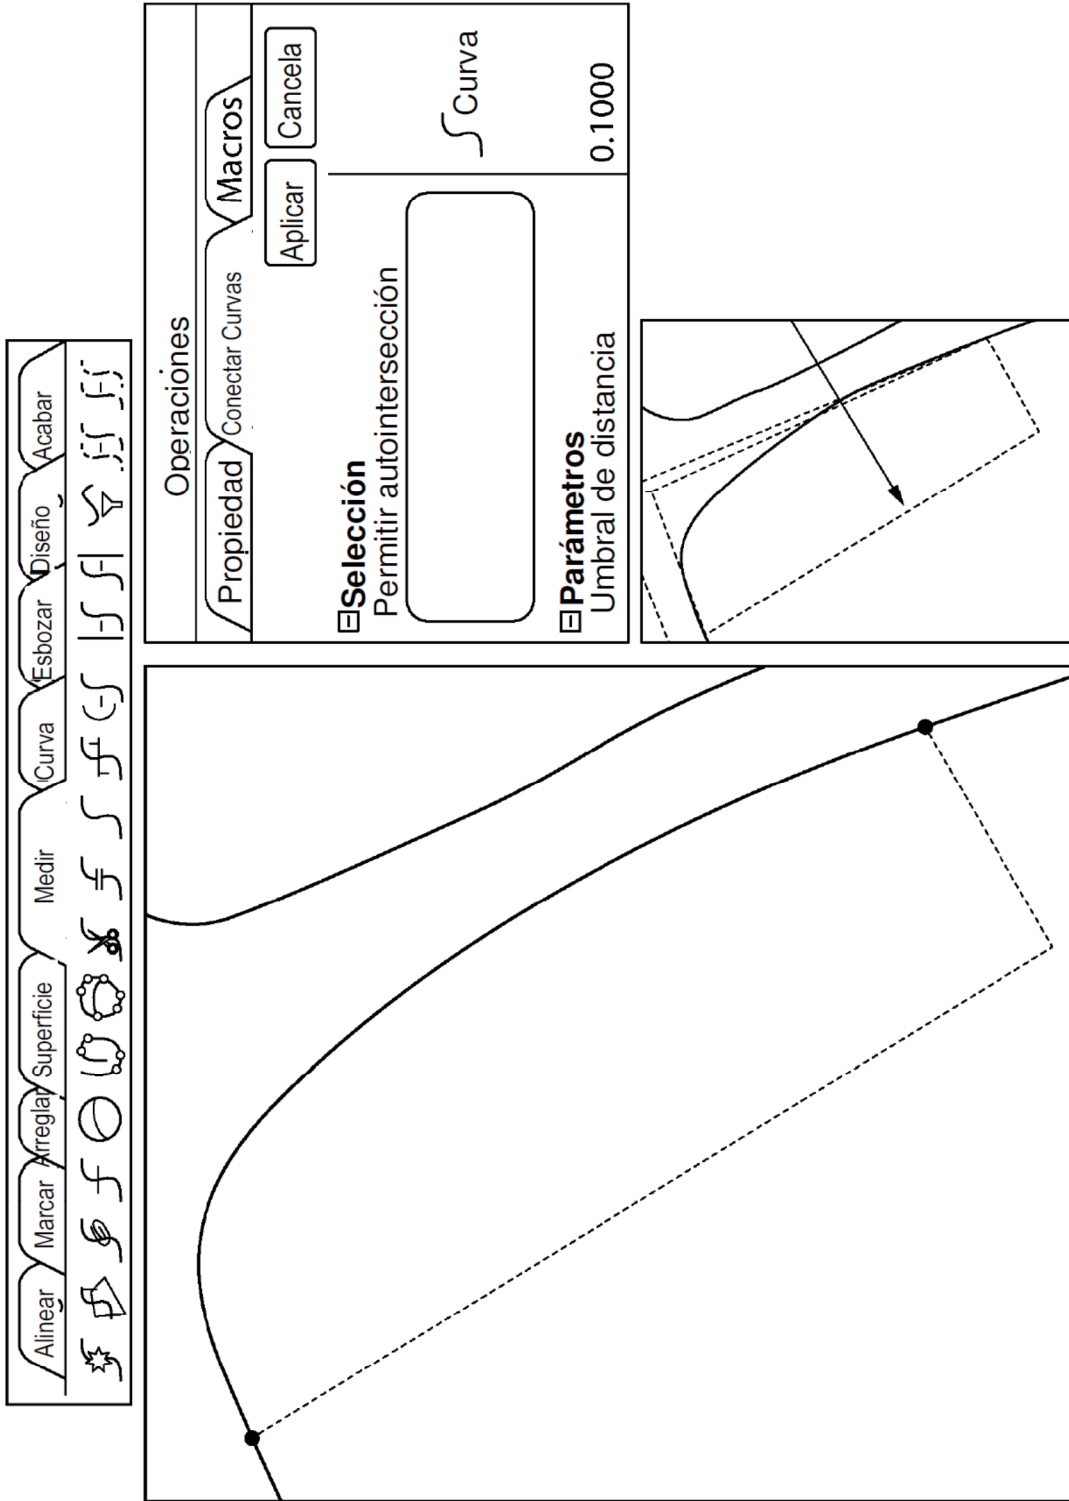 Alinear
Marcar
Arreglar
Superficie
Medir
Curva
Esbozar
Diseño
Acabar
Operaciones
Propiedad
Conectar Curvas
Macros
Aplicar
Cancela
Selección
Permitir autointersección
Curva
Parámetros
Umbral de distancia
0.1000